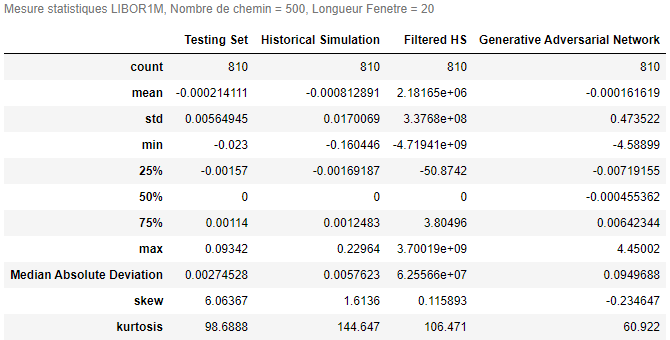 Mesure statistiques LIBOR1M, Nombre de chemin = 500, Longueur Fenetre = 20
Testing Set Historical Simulation Filtered HS Generative Adversarial Network
count 810 810 810 810
mean -0.000214111 -0.000812891 2.18165e+06 -0.000161619
std 0.00564945 0.0170069 3.3768e+08 0.473522
min -0.023 -0.160446 -4.71941e+09 -4.58899
25% -0.00157 -0.00169187 -50.8742 -0.00719155
50% 0 0 0 -0.000455362
75% 0.00114 0.0012483 3.80496 0.00642344
max 0.09342 0.22964 3.70019e+09 4.45002
Median Absolute Deviation 0.00274528 0.0057623 6.25566e+07 0.0949688
skew 6.06367 1.6136 0.115893 -0.234647
kurtosis 98.6888 144.647 106.471 60.922